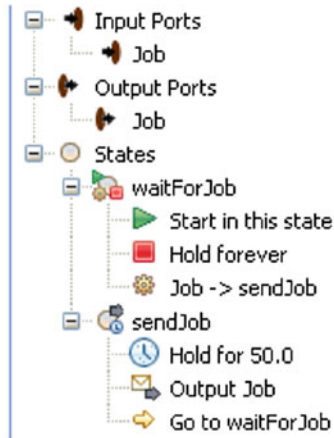 Input Ports
Job
Output Ports
Job
States
waitForJob
Start in this state
Hold forever
Job -> sendJob
sendJob
Hold for 50.0
Output Job
Go to waitForJob